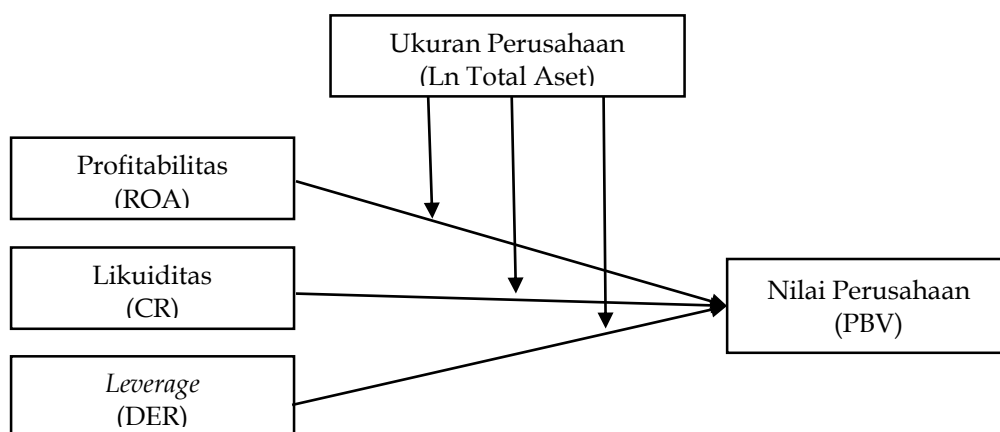 Ukuran Perusahaan
(Ln Total Aset)
Profitabilitas
(ROA)
Likuiditas
(CR)
Leverage
(DER)
Nilai Perusahaan
(PBV)